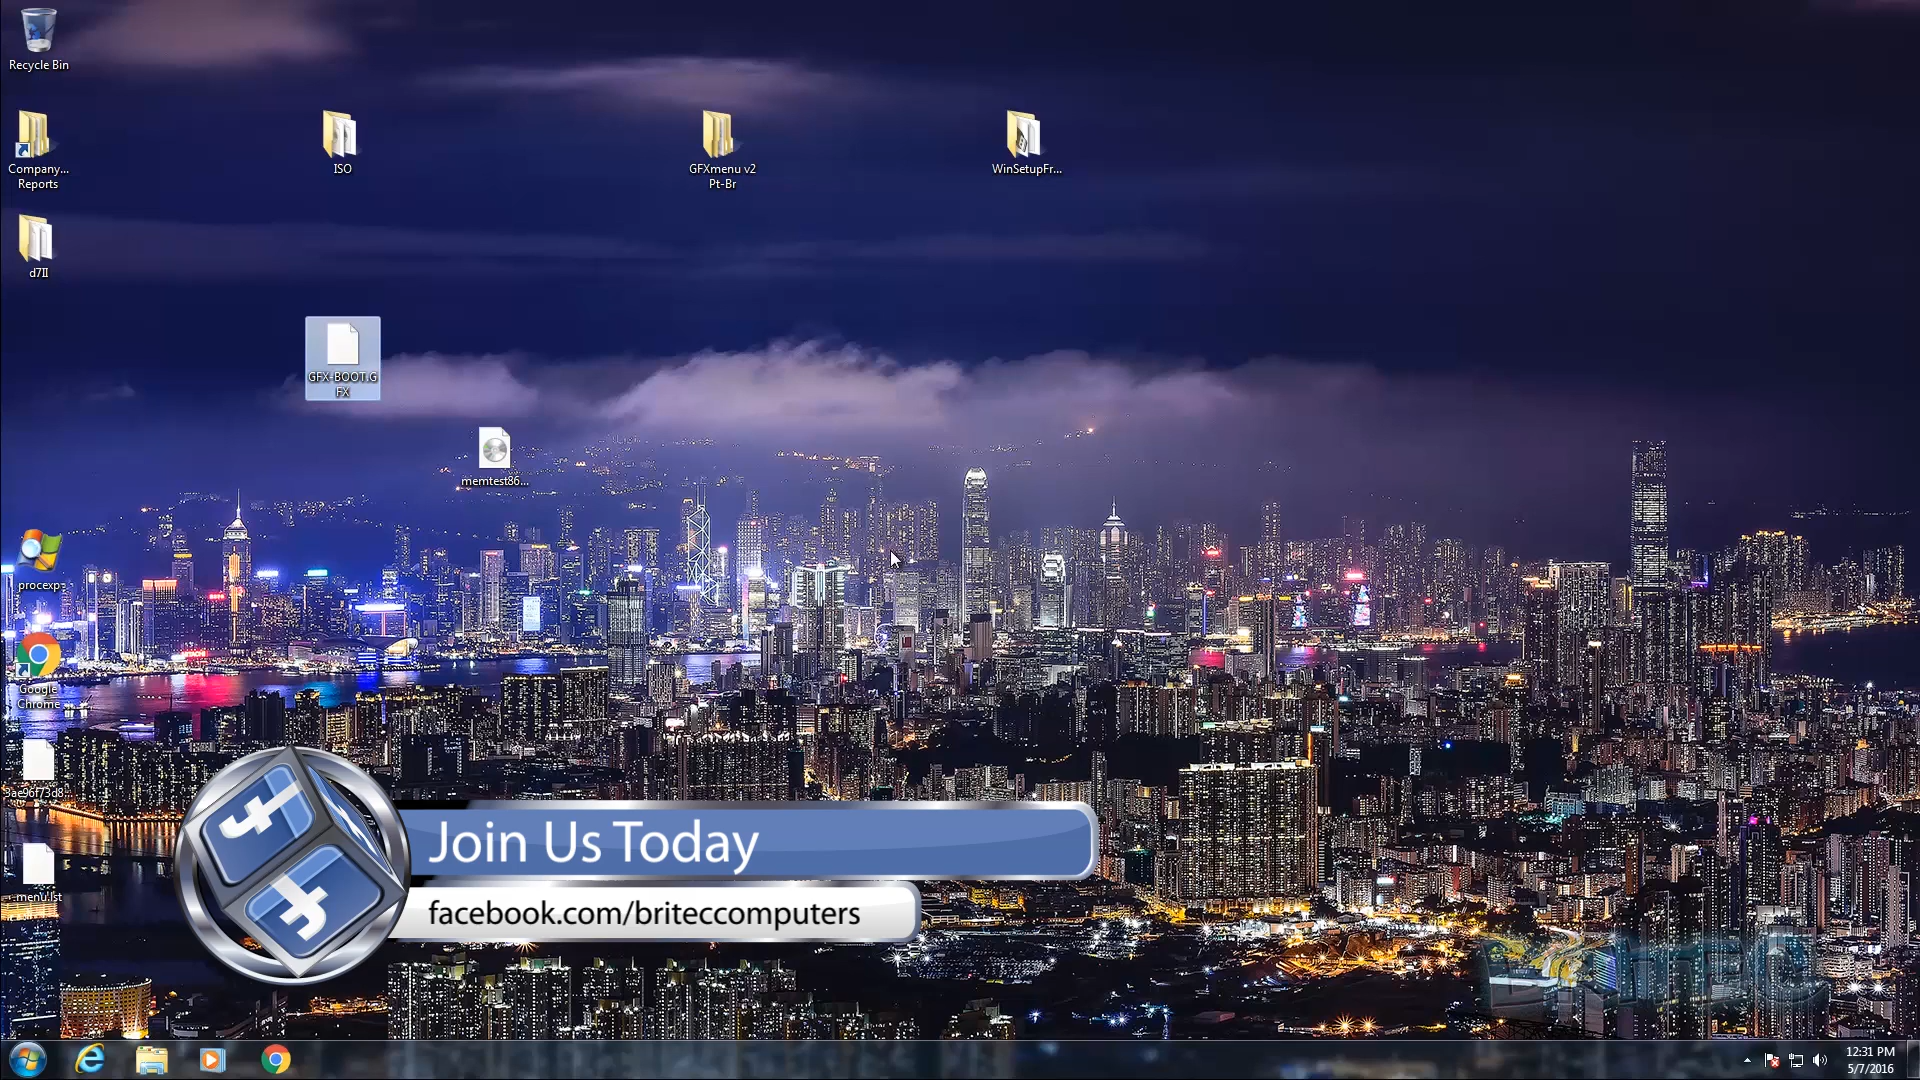 Recycle Bin
Company...
Reports
ISO
GFXmenu v2
Pt-Br
WinSetupFr...
d7II
GFX-BOOT.G
FX
memtest86...
procexp
Google
Chrome
3ae96f73d8
menu.lst
Join Us Today
facebook.com/briteccomputers
BRITEC
12:31 PM
5/7/2016